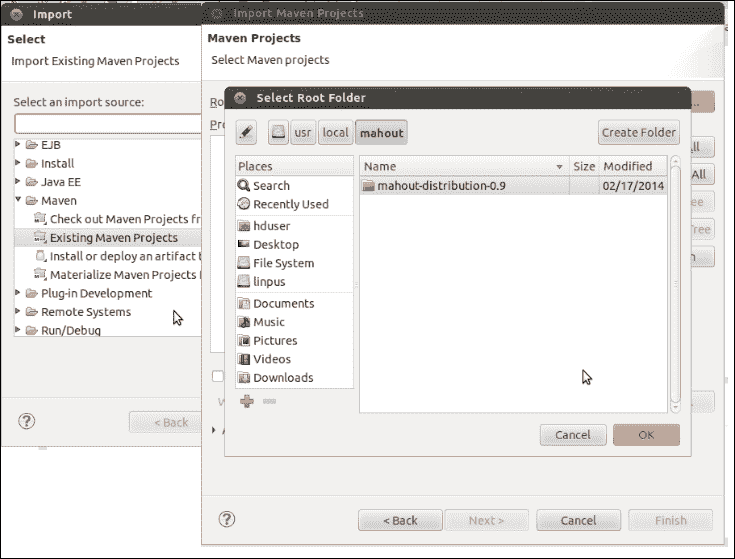 Import
Select
Import Existing Maven Projects
Select an import source:
EJB
Install
Java EE
Maven
Check out Maven Projects fr
Existing Maven Projects
Install or deploy an artifact b
Materialize Maven Projects
Plug-in Development
Remote Systems
Run/Debug
< Back
Import Maven Projects
Maven Projects
Select Maven projects
Ro
Pr
Select Root Folder
usr local mahout
Create Folder
Places
Search
Recently Used
hduser
Desktop
File System
linpus
Documents
Music
Pictures
Videos
Downloads
Name Size Modified
mahout-distribution-0.9 02/17/2014
Cancel OK
...
All
All
ee
Tree
h
W
A
< Back Next > Cancel Finish